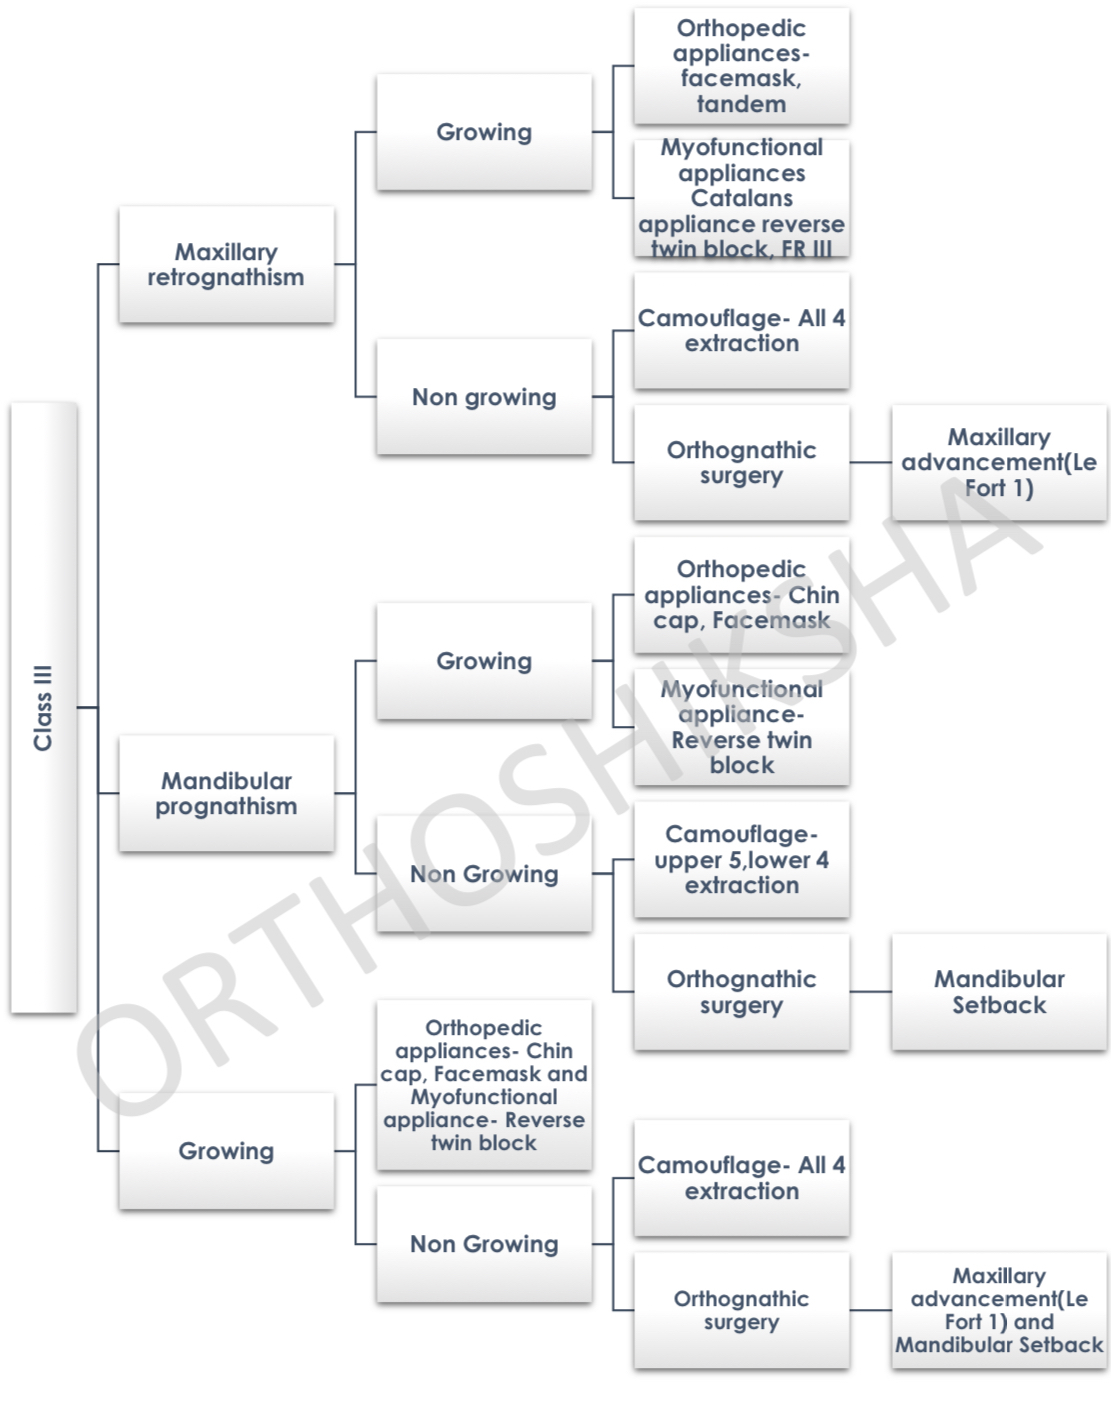 Class III
Maxillary
retrognathism
Growing
Orthopedic
appliances-
facemask,
tandem
Myofunctional
appliances
Catalans
appliance reverse
twin block, FR III
Non growing
Camouflage- All 4
extraction
Orthognathic
surgery
Maxillary
advancement(Le
Fort 1)
Mandibular
prognathism
Growing
Orthopedic
appliances- Chin
cap, Facemask
Myofunctional
appliance-
Reverse twin
block
Non Growing
Camouflage-
upper 5,lower 4
extraction
Orthognathic
surgery
Mandibular
Setback
Growing
Orthopedic
appliances- Chin
cap, Facemask and
Myofunctional
appliance- Reverse
twin block
Non Growing
Camouflage- All 4
extraction
Orthognathic
surgery
Maxillary
advancement(Le
Fort 1) and
Mandibular Setback
ORTHOSHIKSHA